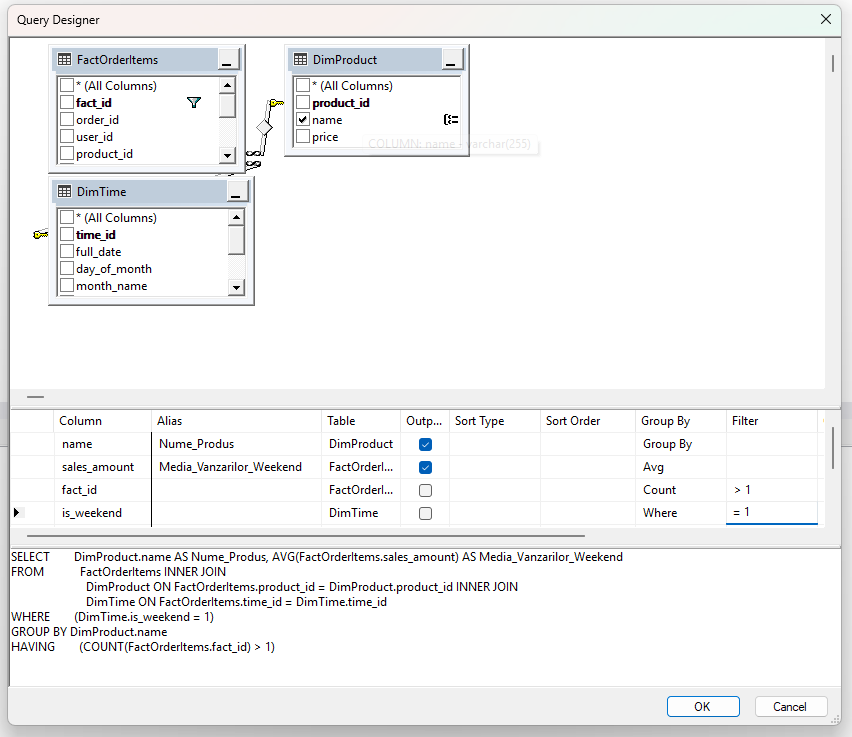 Query Designer
FactOrderItems
* (All Columns)
fact_id
order_id
user_id
product_id
DimProduct
* (All Columns)
product_id
name
price
COLUMN: name - varchar(255)
DimTime
* (All Columns)
time_id
full_date
day_of_month
month_name
Column Alias Table Outp... Sort Type Sort Order Group By Filter
name Nume_Produs DimProduct Group By
sales_amount Media_Vanzarilor_Weekend FactOrderI... Avg
fact_id FactOrderI... Count > 1
is_weekend DimTime Where = 1
SELECT DimProduct.name AS Nume_Produs, AVG(FactOrderItems.sales_amount) AS Media_Vanzarilor_Weekend
FROM FactOrderItems INNER JOIN
DimProduct ON FactOrderItems.product_id = DimProduct.product_id INNER JOIN
DimTime ON FactOrderItems.time_id = DimTime.time_id
WHERE (DimTime.is_weekend = 1)
GROUP BY DimProduct.name
HAVING (COUNT(FactOrderItems.fact_id) > 1)
OK Cancel